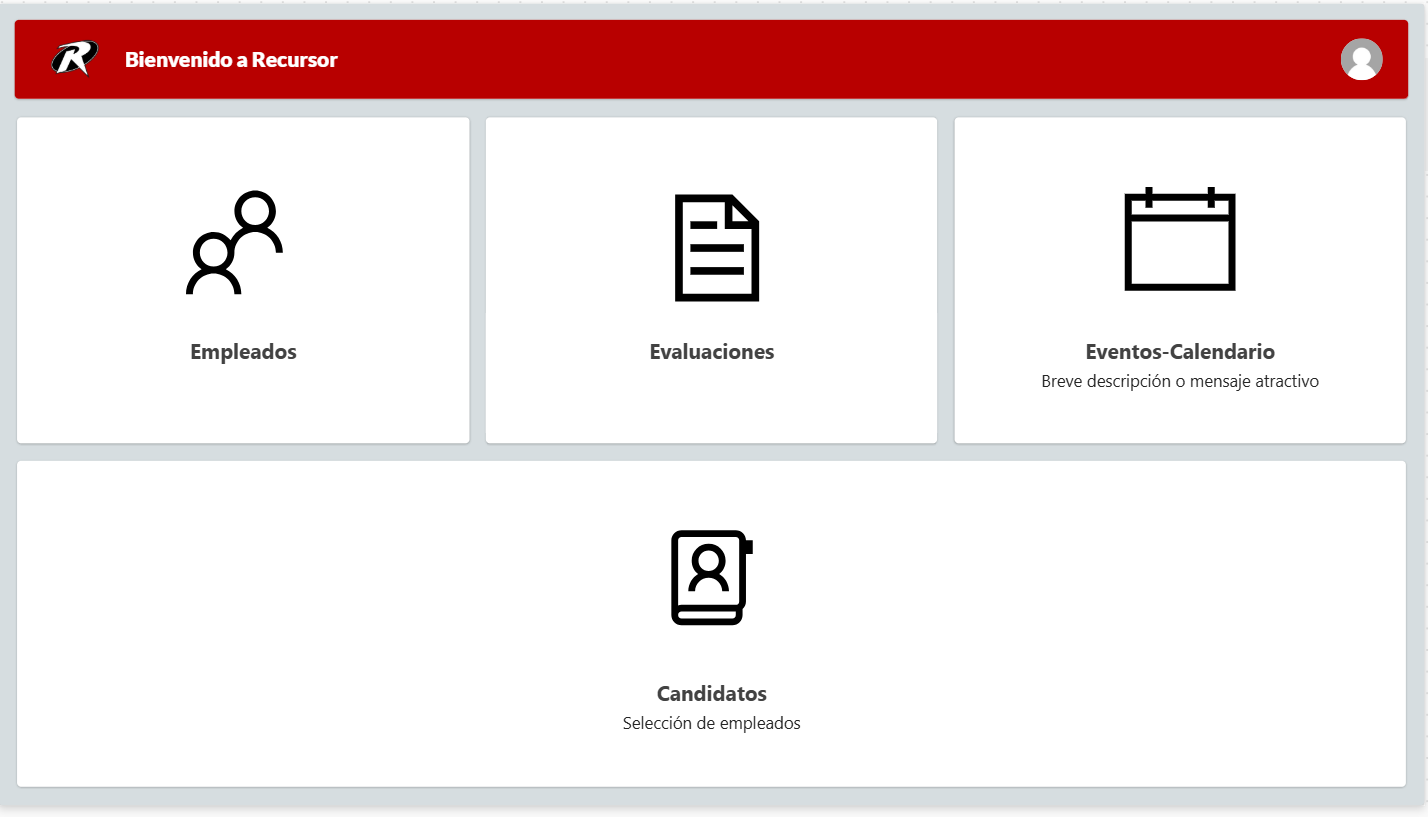 R
Bienvenido a Recursor
Empleados
Evaluaciones
Eventos-Calendario
Breve descripción o mensaje atractivo
Candidatos
Selección de empleados